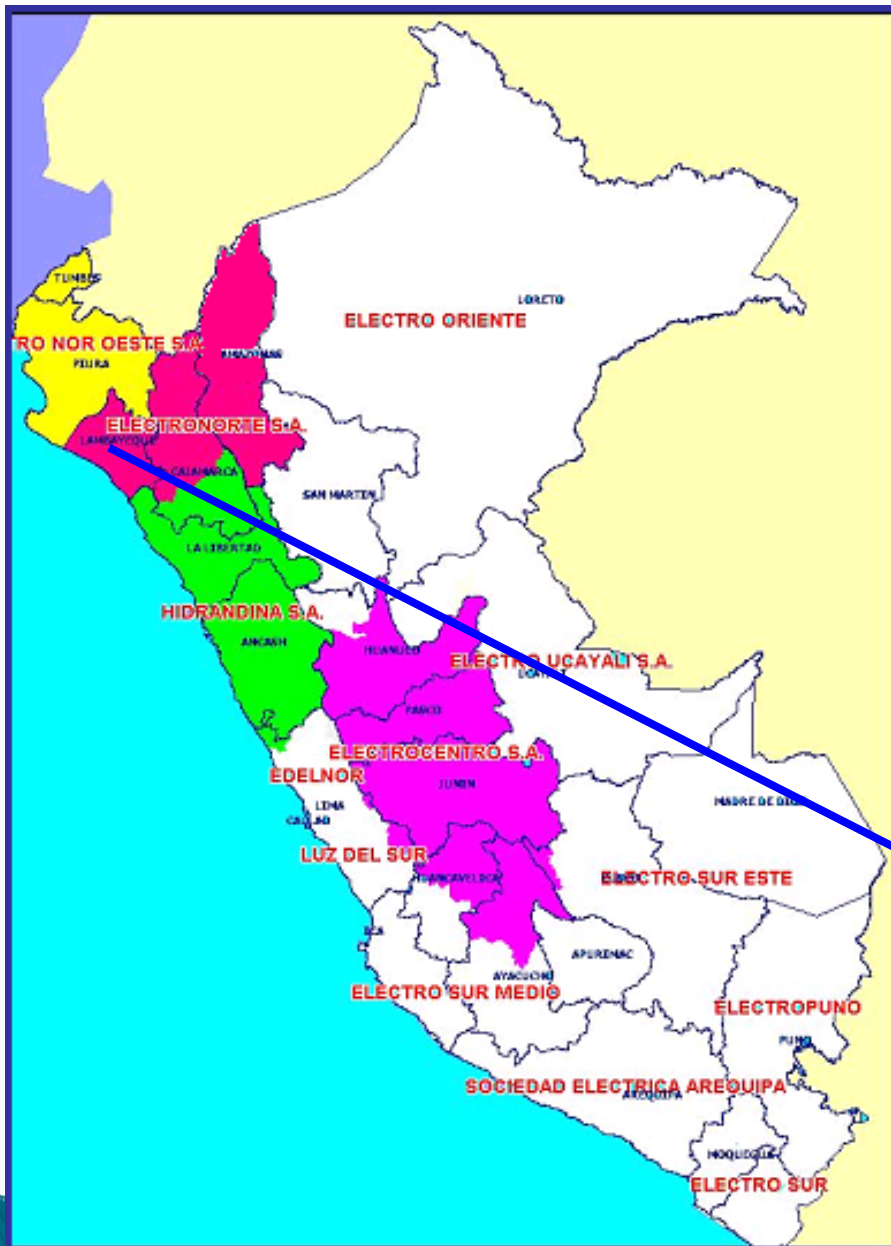 TUMBES
LORETO
ELECTRO ORIENTE
TRO NOR OESTE S.A.
AMAZONAS
PIURA
ELECTRONORTE S.A.
LAMBAYEQUE
CAJAMARCA
SAN MARTIN
LA LIBERTAD
HIDRANDINA S.A.
ANCASH
HUANUCO
ELECTRO UCAYALI S.A.
UCAYALI
PASCO
ELECTROCENTRO S.A.
EDELNOR
JUNIN
LIMA
MADRE DE DIOS
CALLAO
LUZ DEL SUR
HUANCAVELICA
ELECTRO SUR ESTE
ICA
APURIMAC
AYACUCHO
ELECTRO SUR MEDIO
ELECTROPUNO
PUNO
SOCIEDAD ELECTRICA AREQUIPA
AREQUIPA
MOQUEGUA
ELECTRO SUR